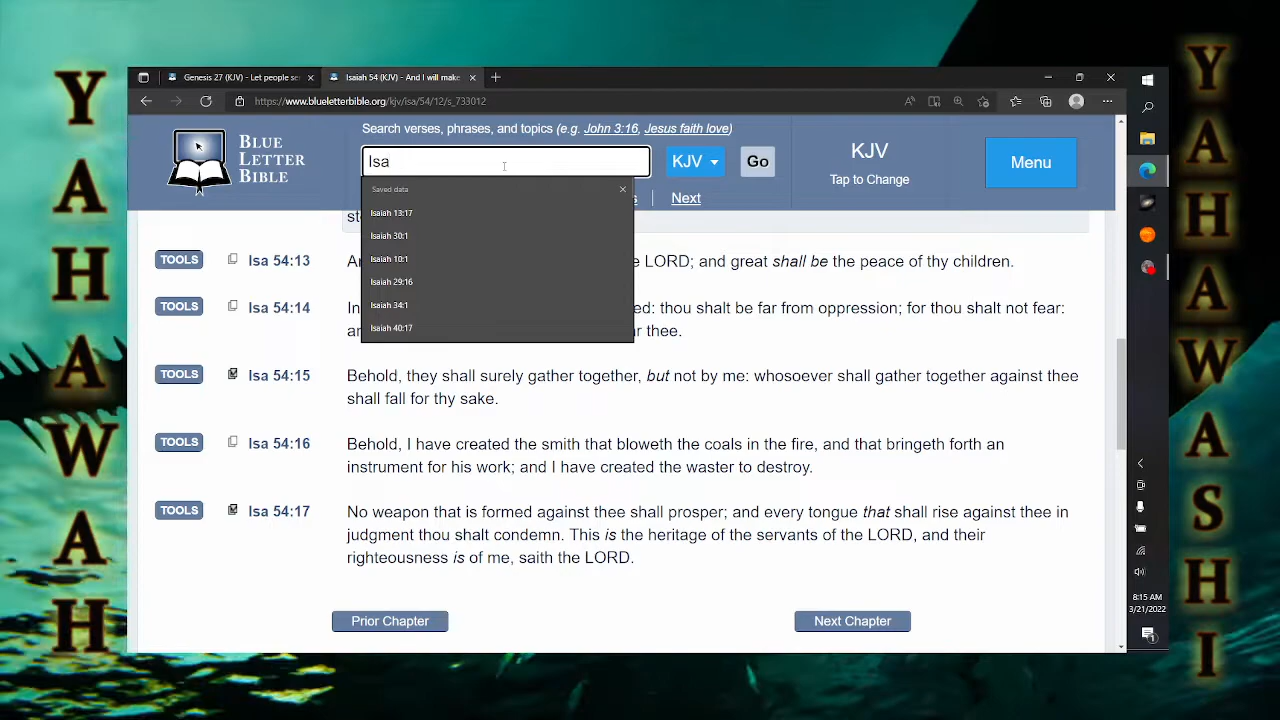 YAHAWAH
Genesis 27 (KJV) - Let people se
Isaiah 54 (KJV) - And I will make
https://www.blueletterbible.org/kjv/isa/54/12/s_733012
BLUE
LETTER
BIBLE
Search verses, phrases, and topics (e.g. John 3:16, Jesus faith love)
Isa
KJV
Go
KJV
Tap to Change
Menu
Next
Saved data
Isaiah 13:17
Isaiah 30:1
Isaiah 10:1
Isaiah 29:16
Isaiah 34:1
Isaiah 40:17
TOOLS Isa 54:13 e LORD; and great shall be the peace of thy children.
TOOLS Isa 54:14 ed: thou shalt be far from oppression; for thou shalt not fear:
r thee.
TOOLS Isa 54:15 Behold, they shall surely gather together, but not by me: whosoever shall gather together against thee
shall fall for thy sake.
TOOLS Isa 54:16 Behold, I have created the smith that bloweth the coals in the fire, and that bringeth forth an
instrument for his work; and I have created the waster to destroy.
TOOLS Isa 54:17 No weapon that is formed against thee shall prosper; and every tongue that shall rise against thee in
judgment thou shalt condemn. This is the heritage of the servants of the LORD, and their
righteousness is of me, saith the LORD.
Prior Chapter
Next Chapter
8:15 AM
3/21/2022
1
YAHAWASHI